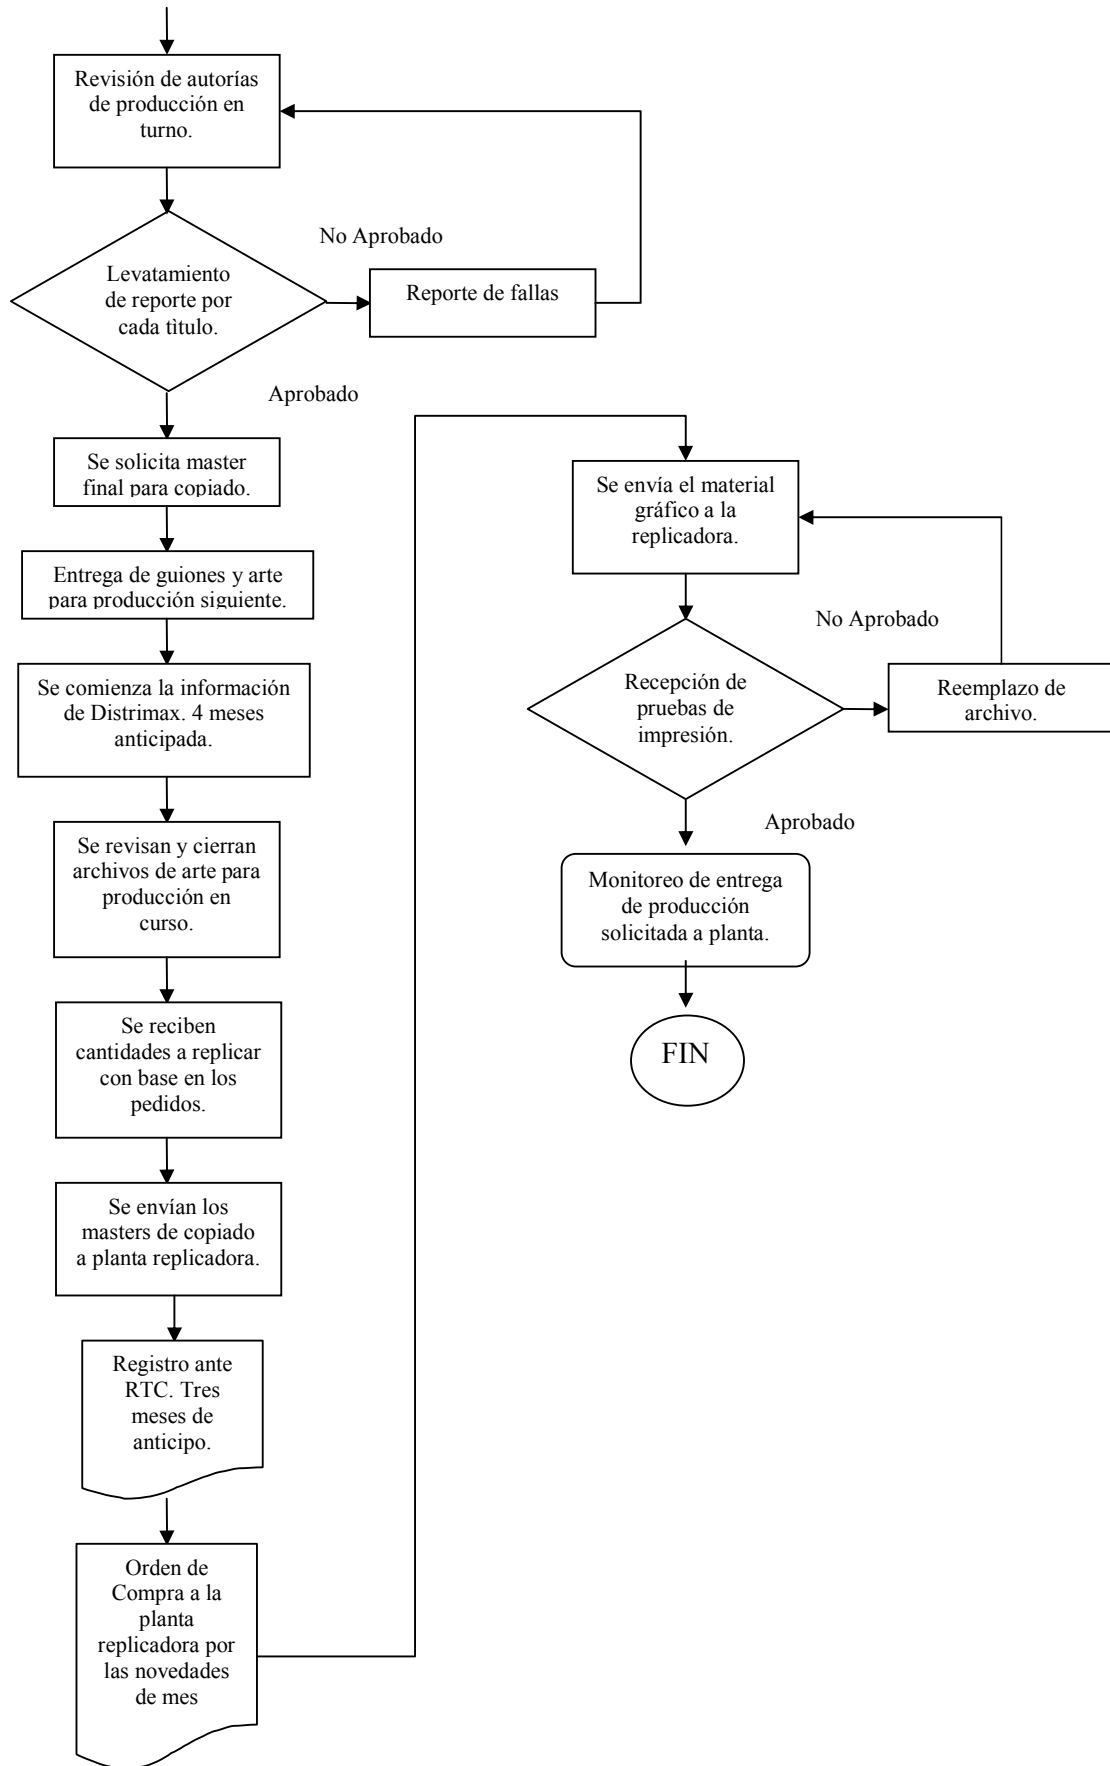 Revisión de autorías
de producción en
turno.
No Aprobado
Levatamiento
de reporte por
cada tìtulo.
Reporte de fallas
Aprobado
Se solicita master
final para copiado.
Entrega de guiones y arte
para producción siguiente.
Se comienza la información
de Distrimax. 4 meses
anticipada.
Se revisan y cierran
archivos de arte para
producción en
curso.
Se reciben
cantidades a replicar
con base en los
pedidos.
Se envían los
masters de copiado
a planta replicadora.
Registro ante
RTC. Tres
meses de
anticipo.
Orden de
Compra a la
planta
replicadora por
las novedades
de mes
Se envía el material
gráfico a la
replicadora.
No Aprobado
Recepción de
pruebas de
impresión.
Reemplazo de
archivo.
Aprobado
Monitoreo de entrega
de producción
solicitada a planta.
FIN